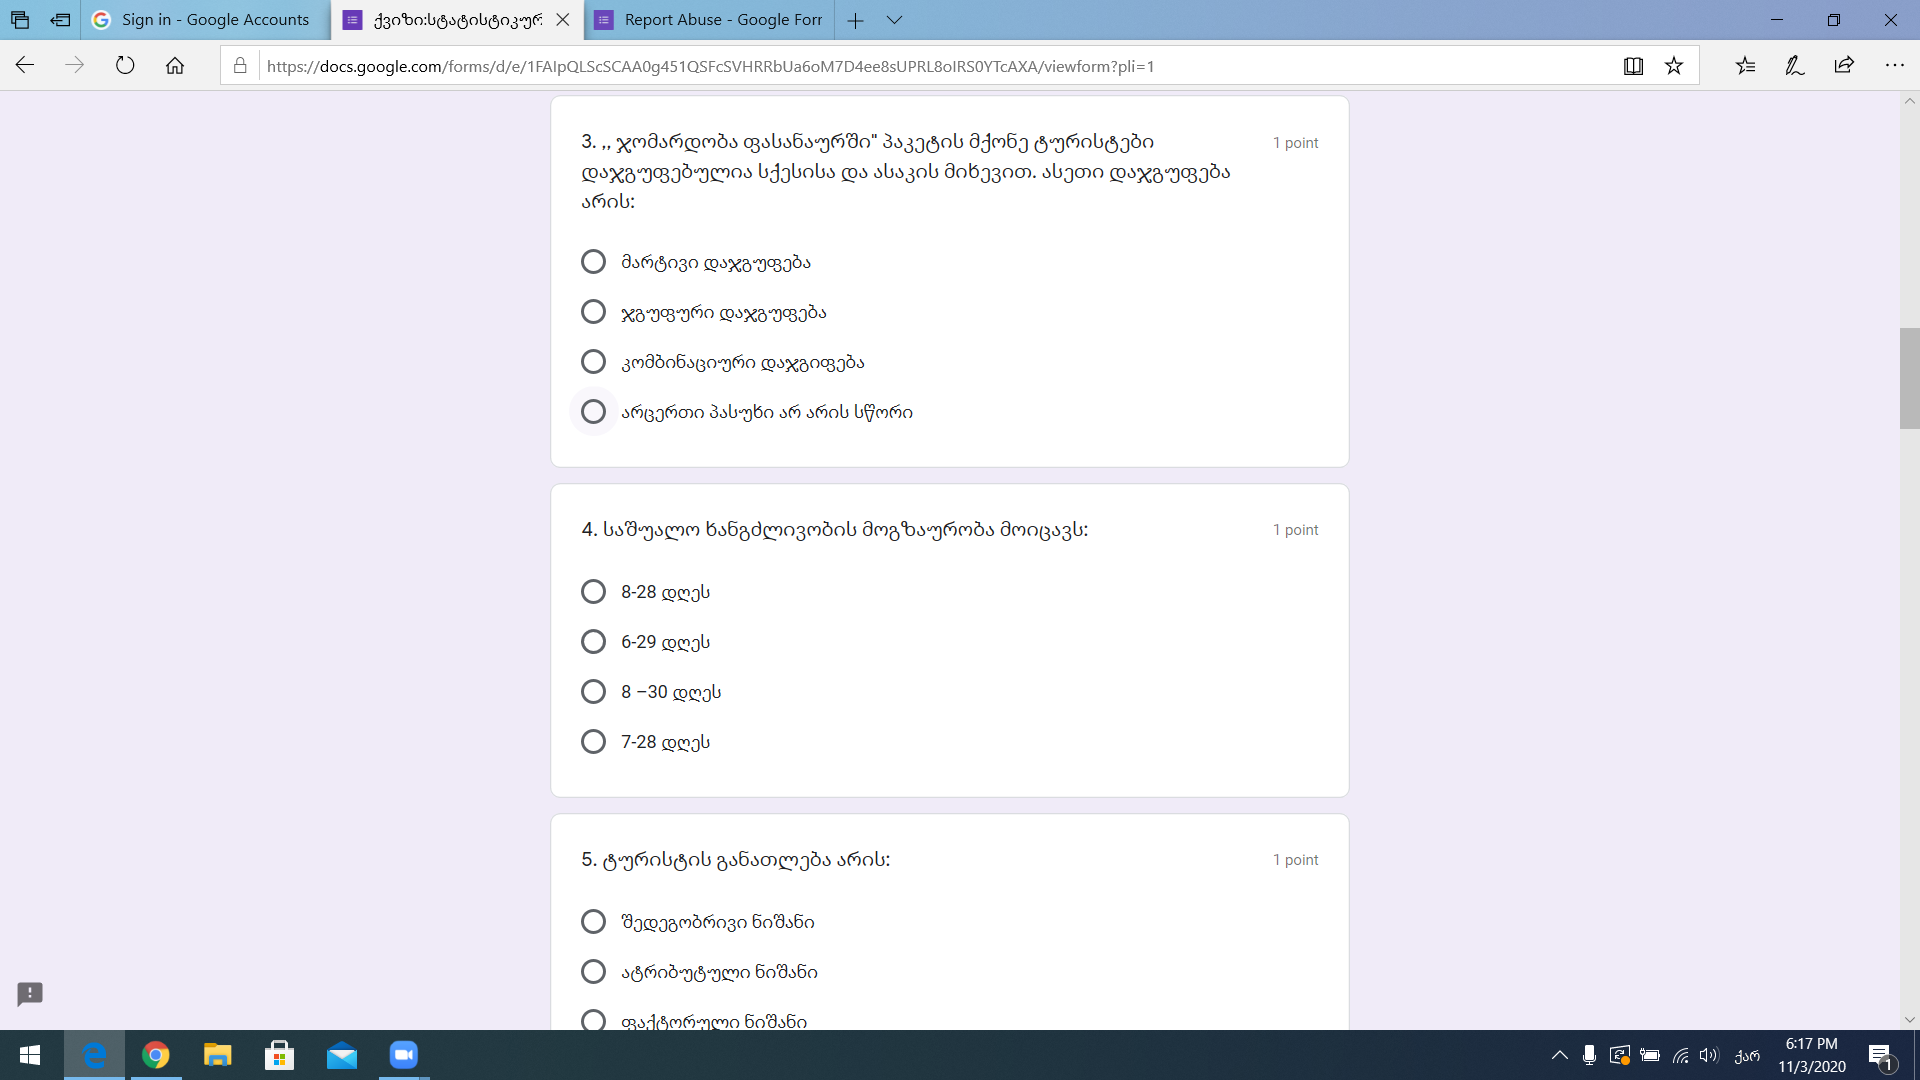 Sign in - Google Accounts
ქვიზი:სტატისტიკურ
Report Abuse - Google For
https://docs.google.com/forms/d/e/1FAIpQLScSCAA0g451QSFcSVHRRbUa6oM7D4ee8sUPRL8oIRS0YTcAXA/viewform?pli=1
3. ,, ჯომარდობა ფასანაურში" პაკეტის მქონე ტურისტები
1 point
დაჯგუფებულია სქესისა და ასაკის მიხევით. ასეთი დაჯგუფება
არის:
მარტივი დაჯგუფება
ჯგუფური დაჯგუფება
კომბინაციური დაჯგიფება
არცერთი პასუხი არ არის სწორი
4. საშუალო ხანგძლივობის მოგზაურობა მოიცავს:
1 point
8-28 დღეს
6-29 დღეს
8 –30 დღეს
7-28 დღეს
5. ტურისტის განათლება არის:
1 point
შედეგობრივი ნიშანი
ატრიბუტული ნიშანი
ფაქტორული ნიშანი
ქარ
6:17 PM
11/3/2020
1